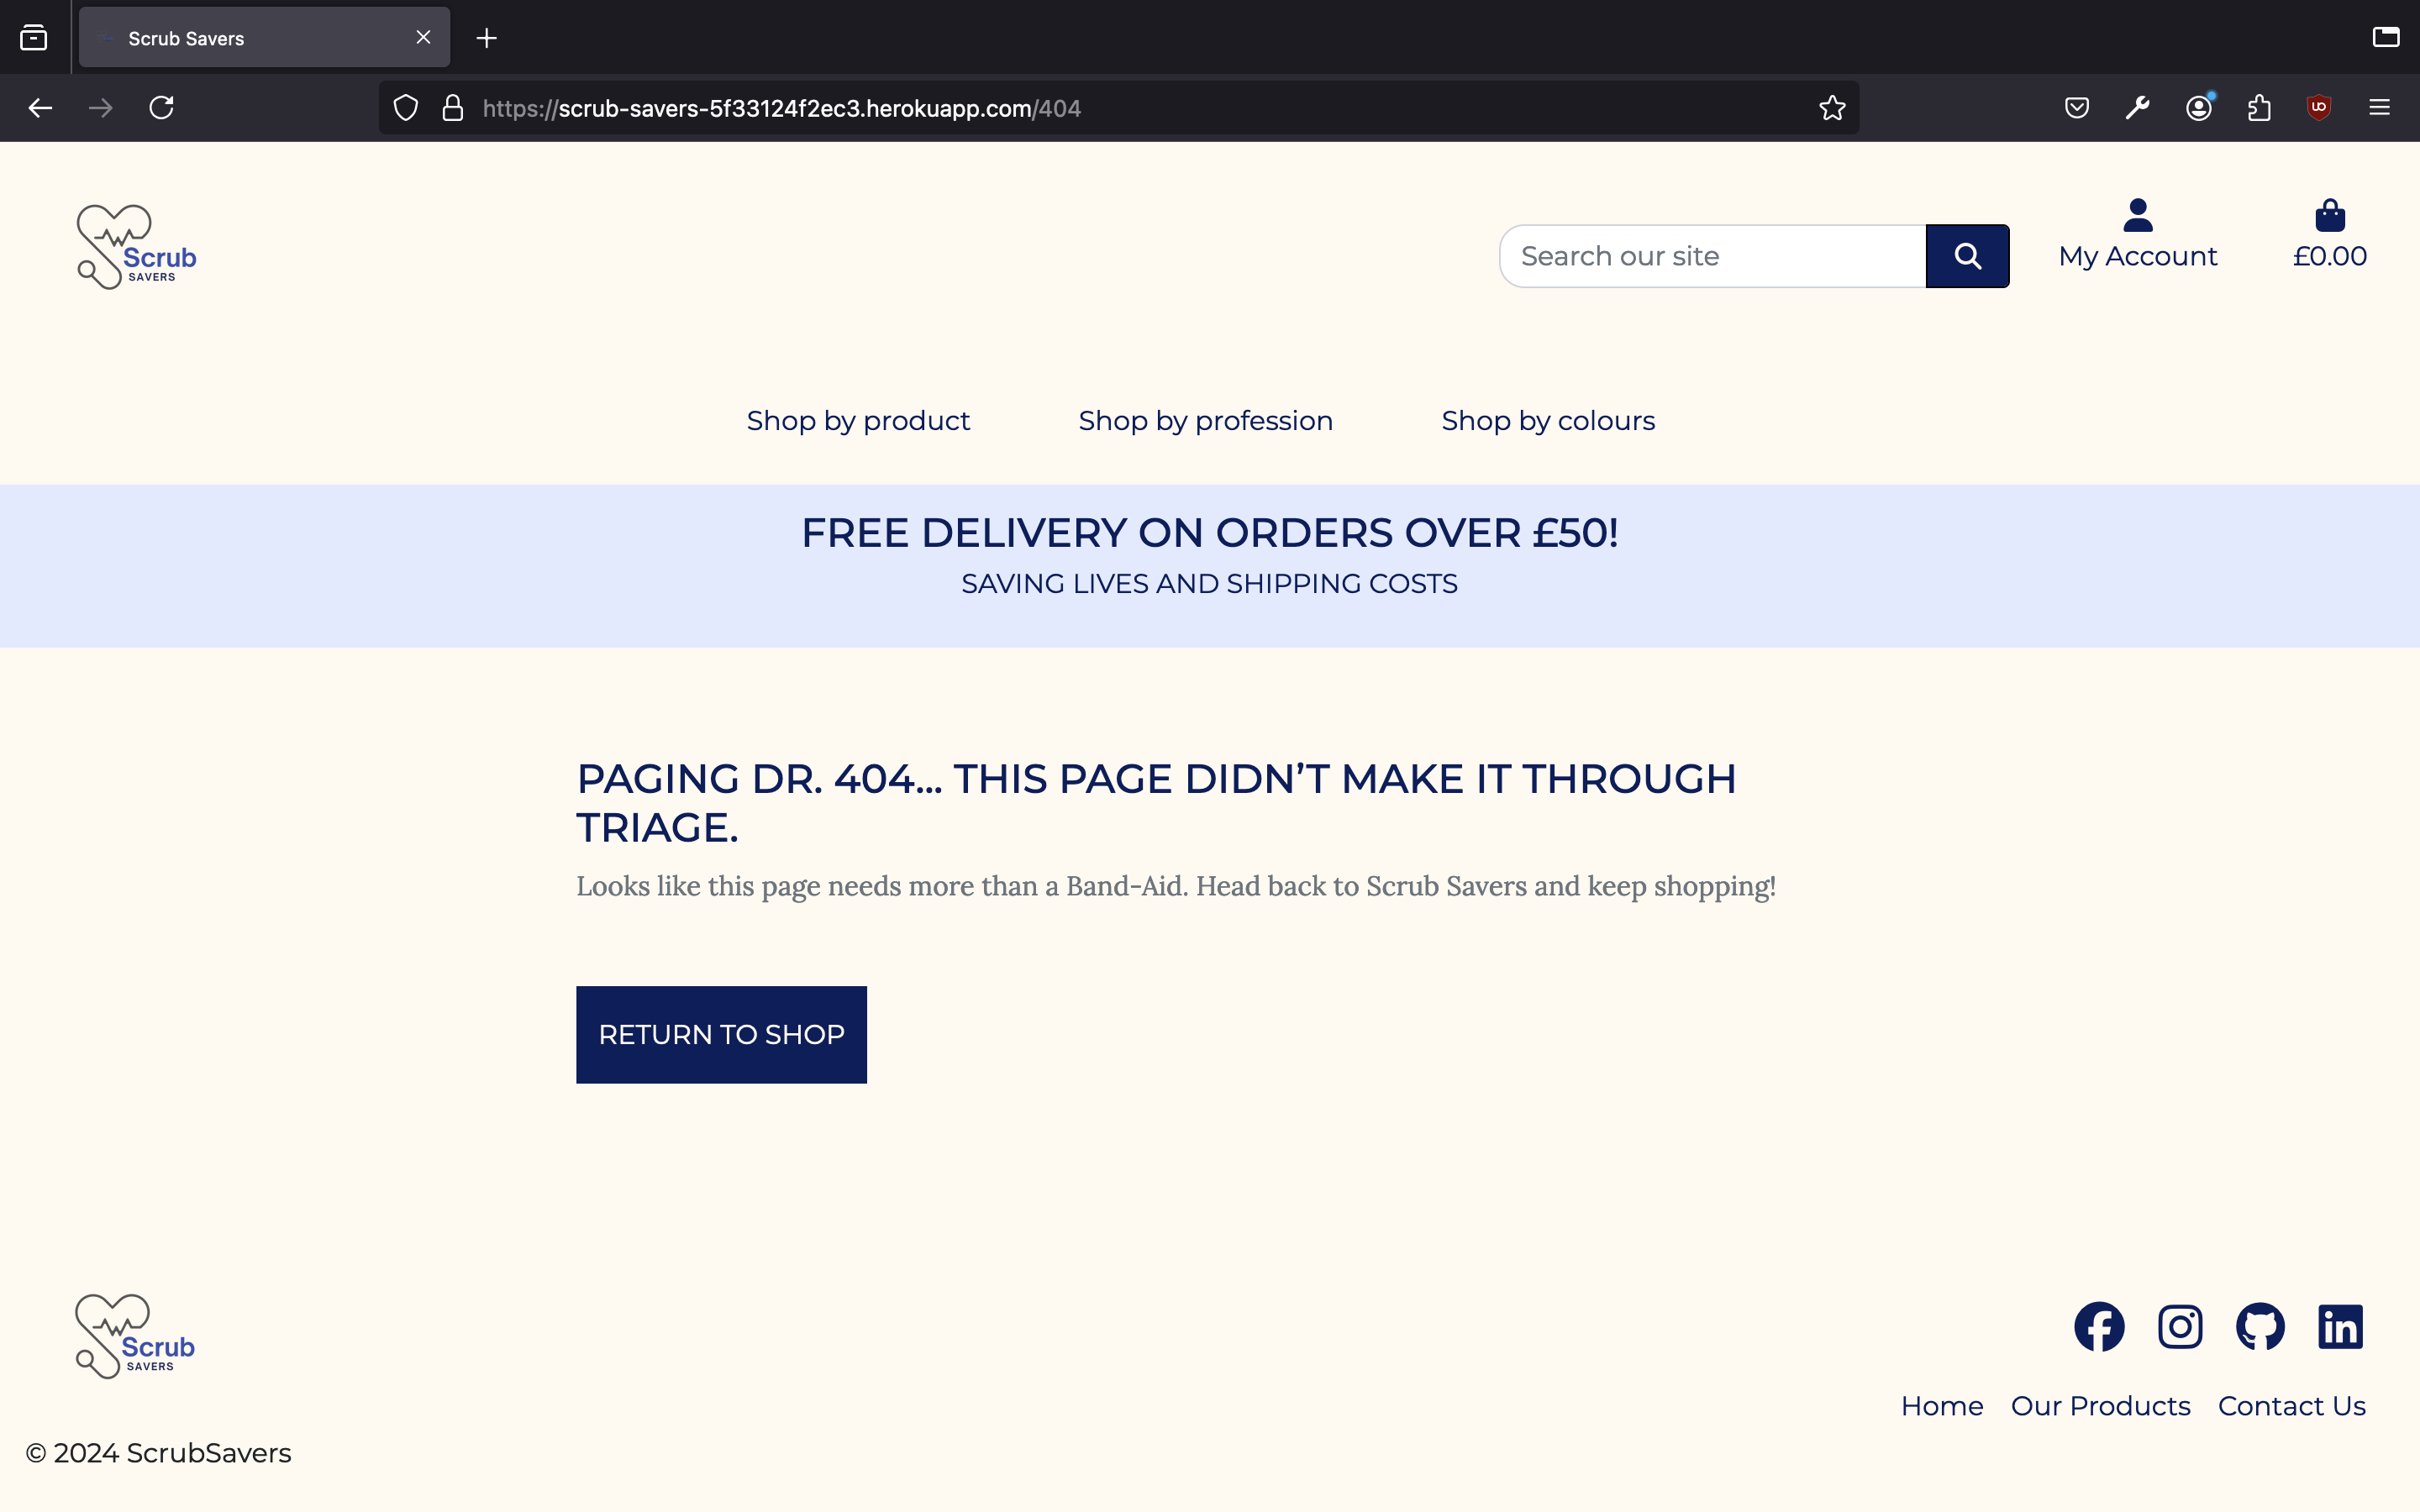 Scrub Savers
https://scrub-savers-5f33124f2ec3.herokuapp.com/404
Scrub
SAVERS
Search our site
My Account
£0.00
Shop by product
Shop by profession
Shop by colours
FREE DELIVERY ON ORDERS OVER £50!
SAVING LIVES AND SHIPPING COSTS
PAGING DR. 404... THIS PAGE DIDN’T MAKE IT THROUGH
TRIAGE.
Looks like this page needs more than a Band-Aid. Head back to Scrub Savers and keep shopping!
RETURN TO SHOP
Scrub
SAVERS
Home
Our Products
Contact Us
© 2024 ScrubSavers